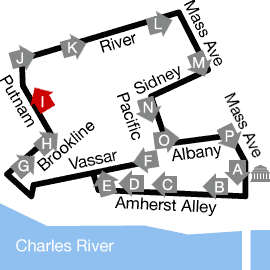 L
Mass Ave
K
River
J
M
Sidney
Putnam
I
N
Pacific
Mass Ave
H
Brookline
O
P
Albany
G
Vassar
F
A
E
D
C
B
Amherst Alley
Charles River